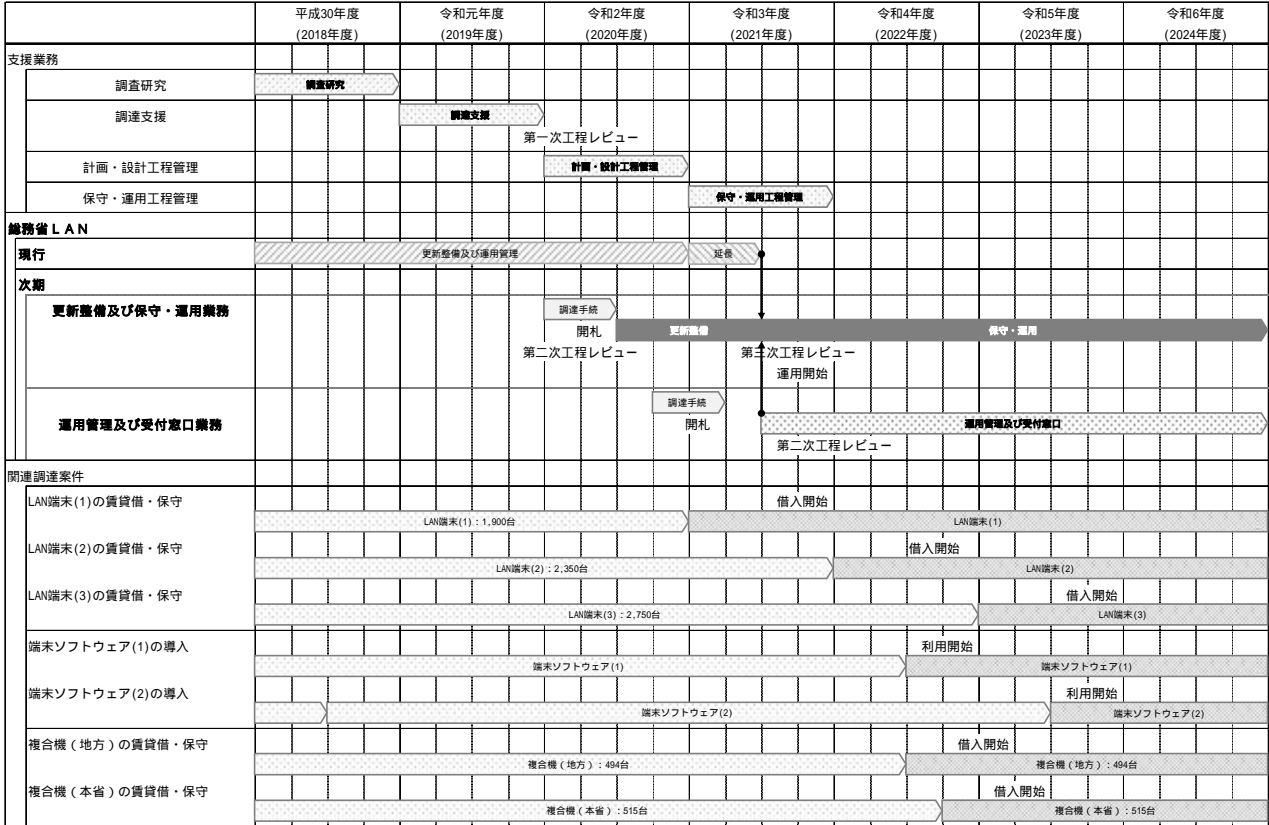 平成30年度 令和元年度 令和2年度 令和3年度 令和4年度 令和5年度 令和6年度
(2018年度) (2019年度) (2020年度) (2021年度) (2022年度) (2023年度) (2024年度)
支援業務
調査研究 調査研究
調達支援 調達支援
第一次工程レビュー
計画・設計工程管理 計画・設計工程管理
保守・運用工程管理 保守・運用工程管理
総務省LAN
現行 更新整備及び運用管理 延長
次期
更新整備及び保守・運用業務 調達手続
開札 更新整備 保守・運用
第二次工程レビュー 第三次工程レビュー
運用開始
調達手続
運用管理及び受付窓口業務 開札 運用管理及び受付窓口
第二次工程レビュー
関連調達案件
LAN端末(1)の賃貸借・保守 借入開始
LAN端末(1):1,900台 LAN端末(1)
LAN端末(2)の賃貸借・保守 借入開始
LAN端末(2):2,350台 LAN端末(2)
LAN端末(3)の賃貸借・保守 借入開始
LAN端末(3):2,750台 LAN端末(3)
端末ソフトウェア(1)の導入 利用開始
端末ソフトウェア(1) 端末ソフトウェア(1)
端末ソフトウェア(2)の導入 利用開始
端末ソフトウェア(2) 端末ソフトウェア(2)
複合機(地方)の賃貸借・保守 借入開始
複合機(地方):494台 複合機(地方):494台
複合機(本省)の賃貸借・保守 借入開始
複合機(本省):515台 複合機(本省):515台